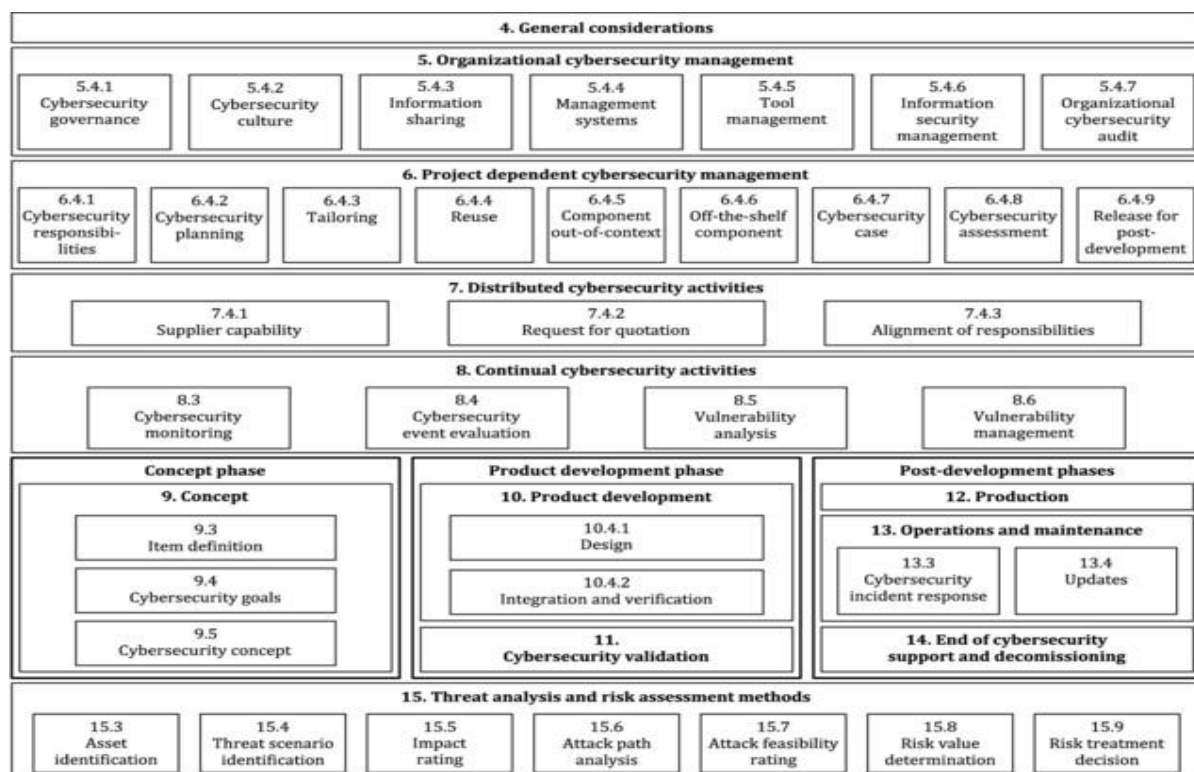 4. General considerations
5. Organizational cybersecurity management
5.4.1
Cybersecurity
governance
5.4.2
Cybersecurity
culture
5.4.3
Information
sharing
5.4.4
Management
systems
5.4.5
Tool
management
5.4.6
Information
security
management
5.4.7
Organizational
cybersecurity
audit
6. Project dependent cybersecurity management
6.4.1
Cybersecurity
responsibi-
lities
6.4.2
Cybersecurity
planning
6.4.3
Tailoring
6.4.4
Reuse
6.4.5
Component
out-of-context
6.4.6
Off-the-shelf
component
6.4.7
Cybersecurity
case
6.4.8
Cybersecurity
assessment
6.4.9
Release for
post-
development
7. Distributed cybersecurity activities
7.4.1
Supplier capability
7.4.2
Request for quotation
7.4.3
Alignment of responsibilities
8. Continual cybersecurity activities
8.3
Cybersecurity
monitoring
8.4
Cybersecurity
event evaluation
8.5
Vulnerability
analysis
8.6
Vulnerability
management
Concept phase
9. Concept
9.3
Item definition
9.4
Cybersecurity goals
9.5
Cybersecurity concept
Product development phase
10. Product development
10.4.1
Design
10.4.2
Integration and verification
11.
Cybersecurity validation
Post-development phases
12. Production
13. Operations and maintenance
13.3
Cybersecurity
incident response
13.4
Updates
14. End of cybersecurity
support and decomissioning
15. Threat analysis and risk assessment methods
15.3
Asset
identification
15.4
Threat scenario
identification
15.5
Impact
rating
15.6
Attack path
analysis
15.7
Attack feasibility
rating
15.8
Risk value
determination
15.9
Risk treatment
decision